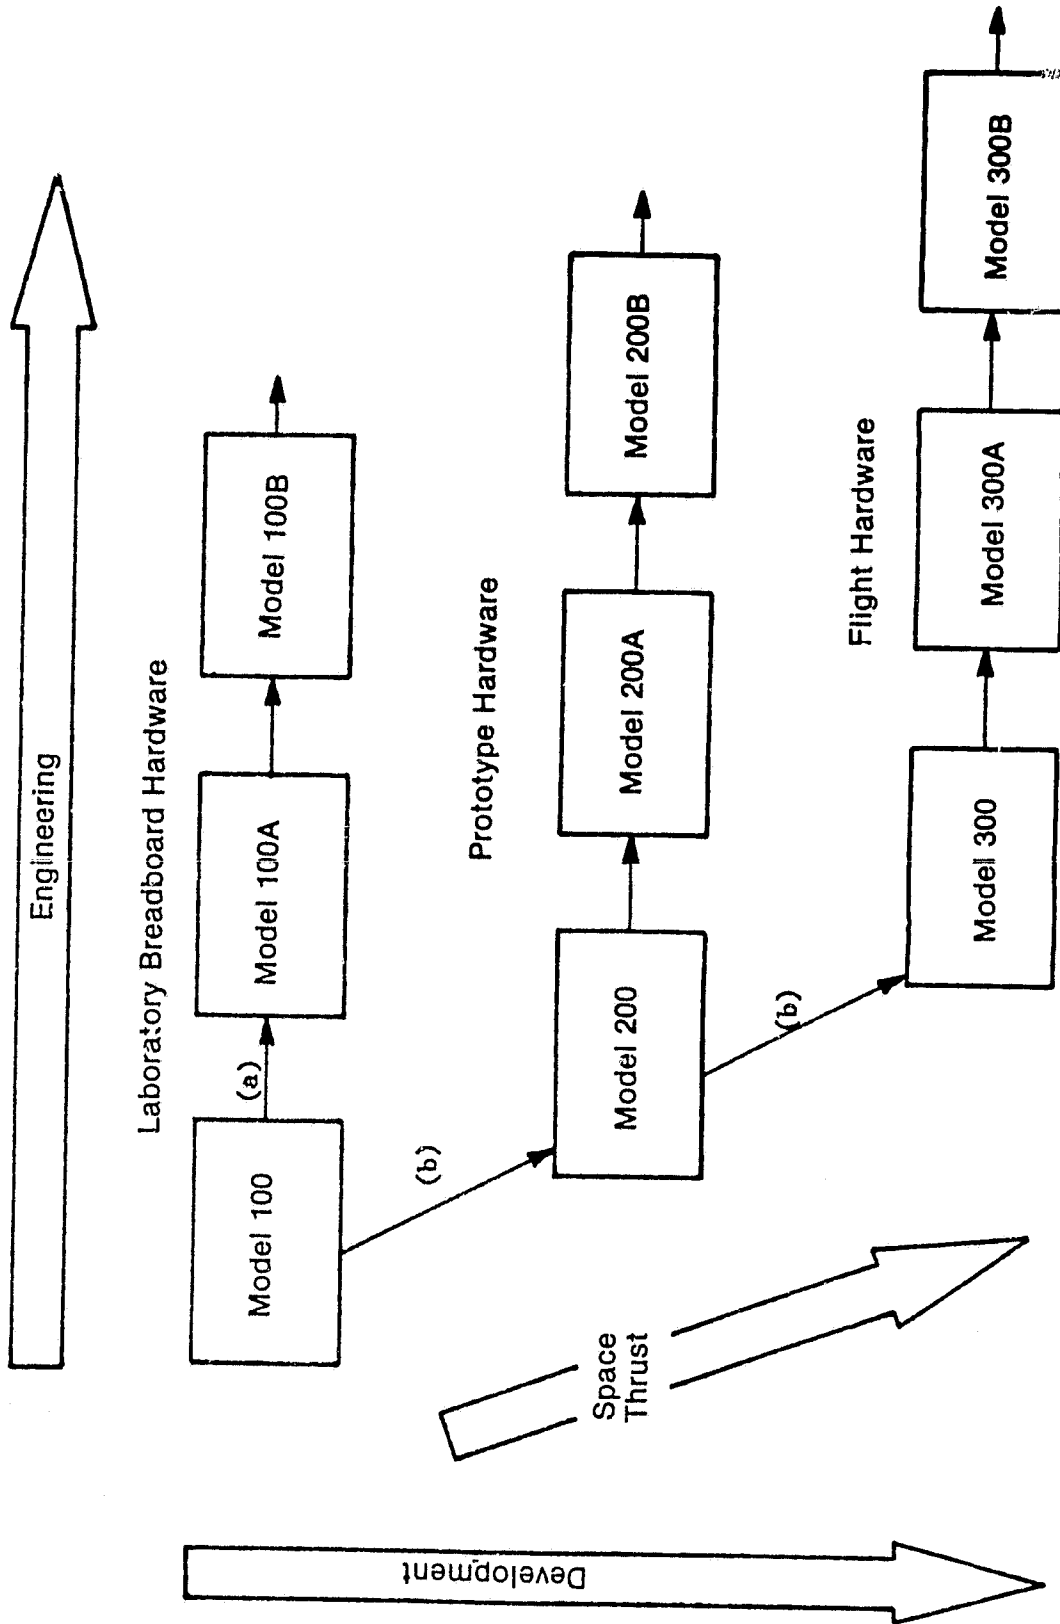 Engineering
Laboratory Breadboard Hardware
Model 100
(a)
Model 100A
Model 100B
(b)
Prototype Hardware
Model 200
Model 200A
Model 200B
(b)
Flight Hardware
Model 300
Model 300A
Model 300B
Space
Thrust
Development